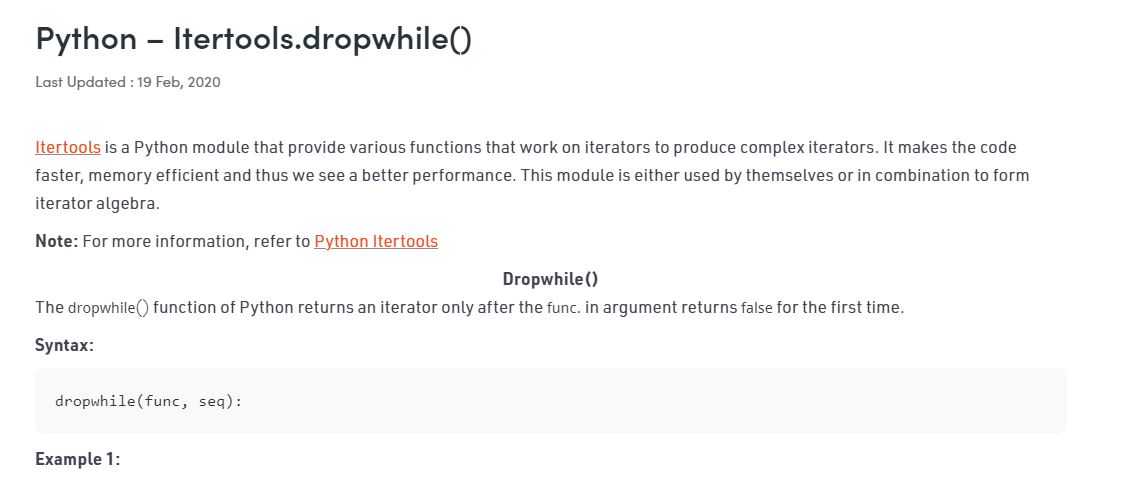 Python – Itertools.dropwhile()
Last Updated : 19 Feb, 2020
Itertools is a Python module that provide various functions that work on iterators to produce complex iterators. It makes the code
faster, memory efficient and thus we see a better performance. This module is either used by themselves or in combination to form
iterator algebra.
Note: For more information, refer to Python Itertools
Dropwhile()
The dropwhile() function of Python returns an iterator only after the func. in argument returns false for the first time.
Syntax:
dropwhile(func, seq):
Example 1: